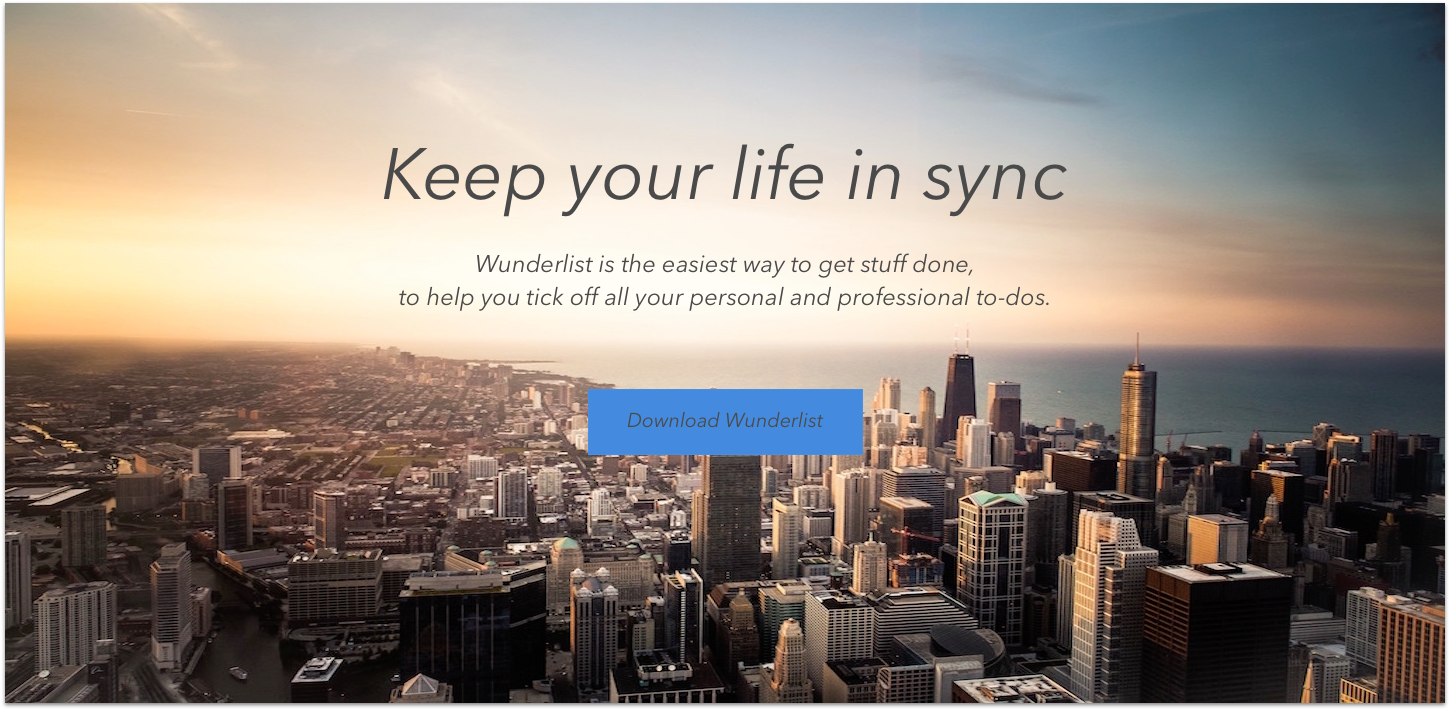 Keep your life in sync
Wunderlist is the easiest way to get stuff done,
to help you tick off all your personal and professional to-dos.
Download Wunderlist